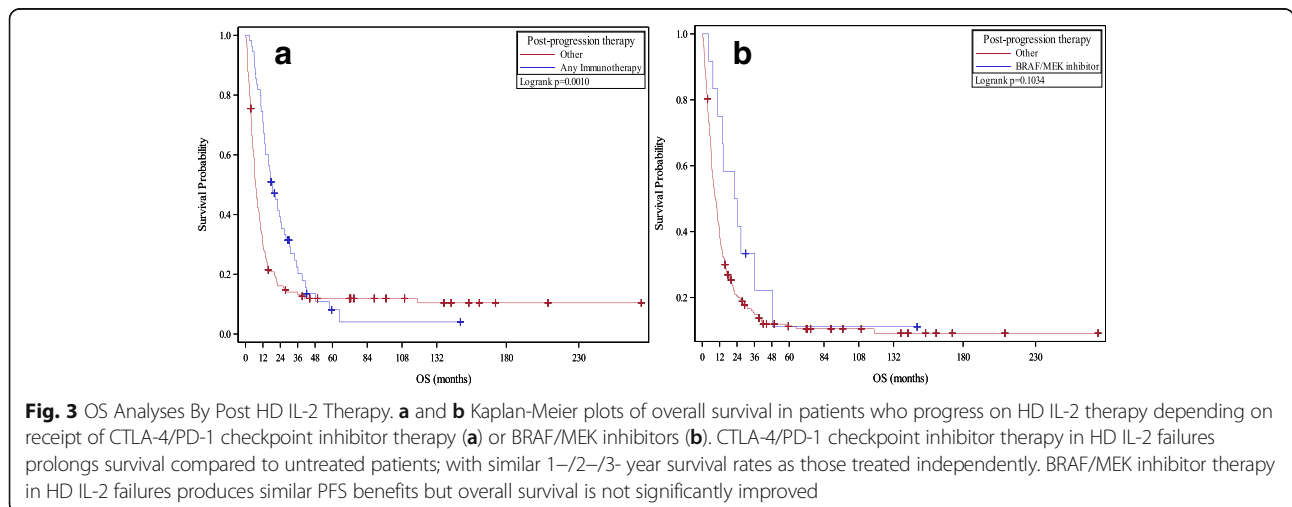 a
Post-progression therapy
Other
Any Immunotherapy
Logrank p=0.0010
Survival Probability
1.0
0.8
0.6
0.4
0.2
0.0
0 12 24 36 48 60 84 108 132 180 230
OS (months)
b
Post-progression therapy
Other
BRAF/MEK inhibitor
Logrank p=0.1034
Survival Probability
1.0
0.8
0.6
0.4
0.2
0 12 24 36 48 60 84 108 132 180 230
OS (months)
Fig. 3 OS Analyses By Post HD IL-2 Therapy. a and b Kaplan-Meier plots of overall survival in patients who progress on HD IL-2 therapy depending on
receipt of CTLA-4/PD-1 checkpoint inhibitor therapy (a) or BRAF/MEK inhibitors (b). CTLA-4/PD-1 checkpoint inhibitor therapy in HD IL-2 failures
prolongs survival compared to untreated patients; with similar 1–/2–/3- year survival rates as those treated independently. BRAF/MEK inhibitor therapy
in HD IL-2 failures produces similar PFS benefits but overall survival is not significantly improved